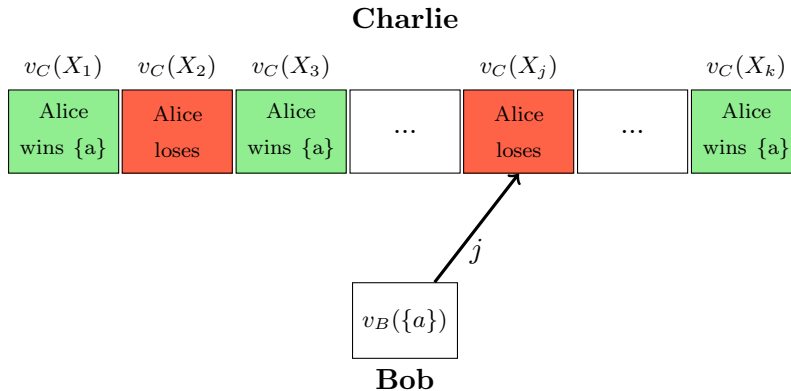 Charlie
v_C(X_1) v_C(X_2) v_C(X_3) v_C(X_j) v_C(X_k)
Alice Alice Alice ... Alice ... Alice
wins {a} loses wins {a} loses wins {a}
j
v_B({a})
Bob